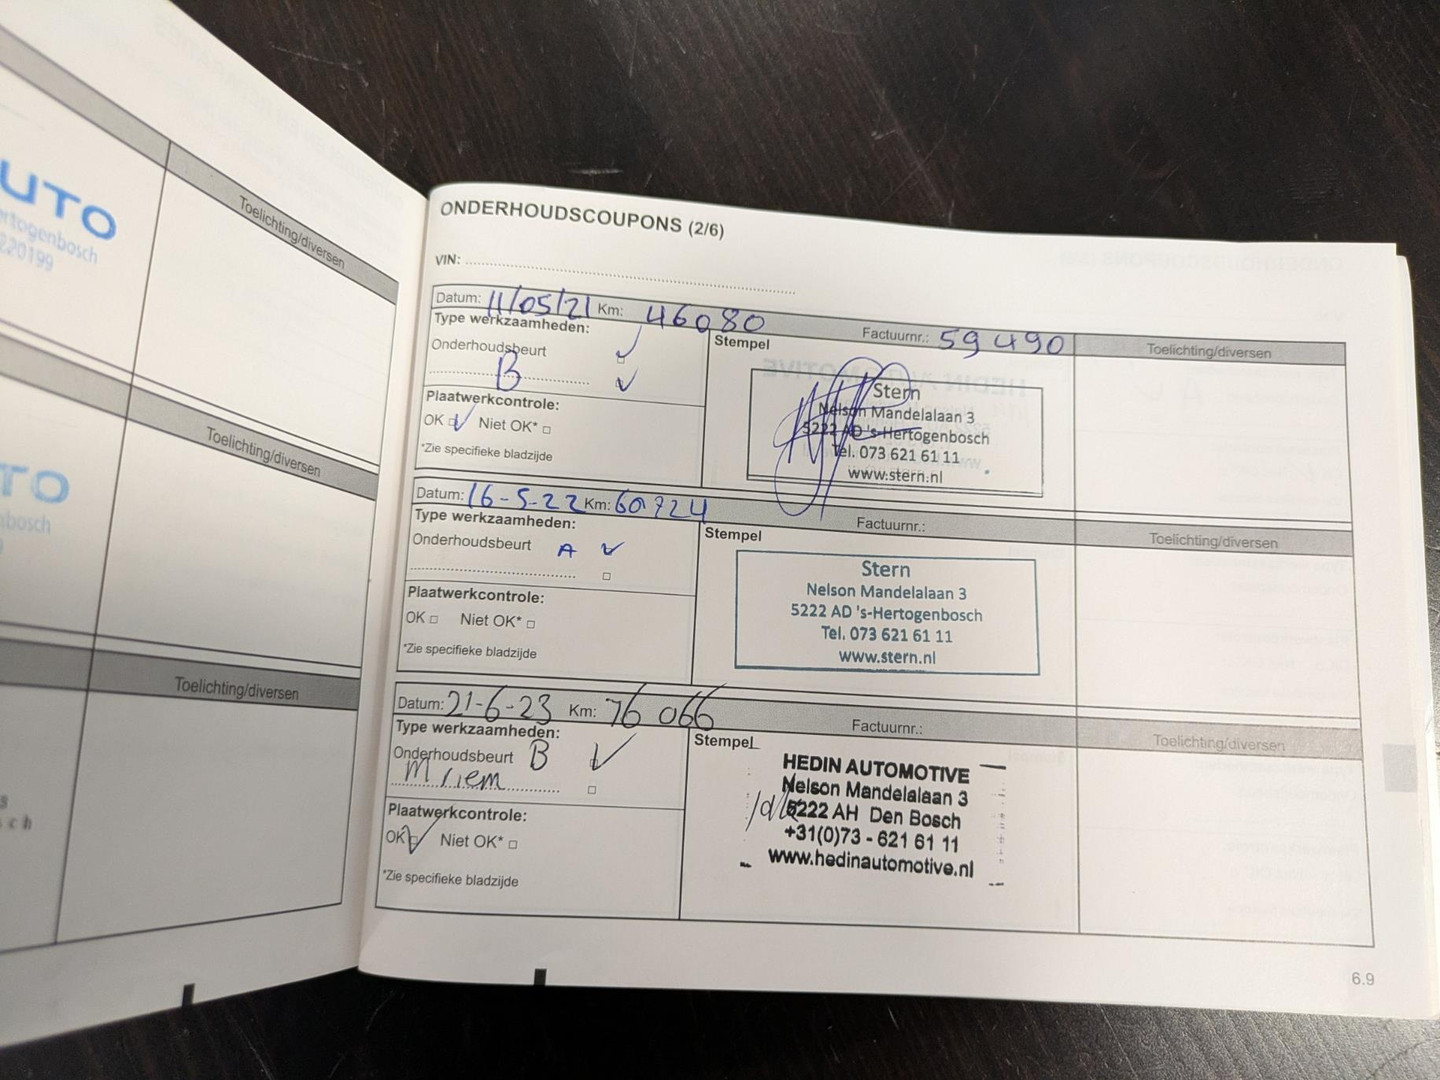 UTO
rtogenbosch
220199
Toelichting/diversen
TO
nbosch
Toelichting/diversen
Toelichting/diversen
ONDERHOUDSCOUPONS (2/6)
VIN:
Datum: 11/05/21 Km: 46080 Factuurnr.: 59490 Toelichting/diversen
Type werkzaamheden:
Onderhoudsbeurt
B
Plaatwerkcontrole:
OK Niet OK*
*Zie specifieke bladzijde
Stempel
Stern
Nelson Mandelalaan 3
5222 AD 's-Hertogenbosch
Tel. 073 621 61 11
www.stern.nl
Datum: 16-5-22 Km: 60724 Factuurnr.: Toelichting/diversen
Type werkzaamheden:
Onderhoudsbeurt A
Plaatwerkcontrole:
OK Niet OK*
*Zie specifieke bladzijde
Stempel
Stern
Nelson Mandelalaan 3
5222 AD 's-Hertogenbosch
Tel. 073 621 61 11
www.stern.nl
Datum: 21-6-23 Km: 76 066 Factuurnr.: Toelichting/diversen
Type werkzaamheden:
Onderhoudsbeurt B
Plaatwerkcontrole:
OK Niet OK*
*Zie specifieke bladzijde
Stempel
HEDIN AUTOMOTIVE
Nelson Mandelalaan 3
5222 AH Den Bosch
+31(0)73 - 621 61 11
www.hedinautomotive.nl
6.9